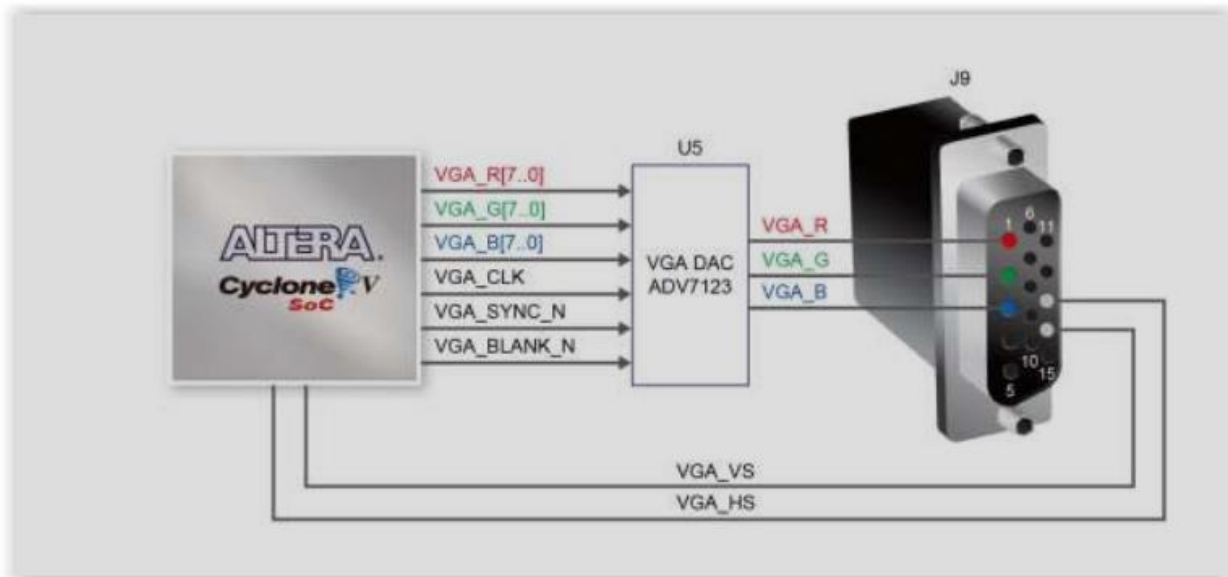 J9
U5
VGA_R[7..0]
VGA_G[7..0]
VGA_B[7..0]
VGA_CLK
VGA_SYNC_N
VGA_BLANK_N
ALTERA.
Cyclone V
SoC
VGA DAC
ADV7123
VGA_R
VGA_G
VGA_B
1
6
11
5
10
15
VGA_VS
VGA_HS